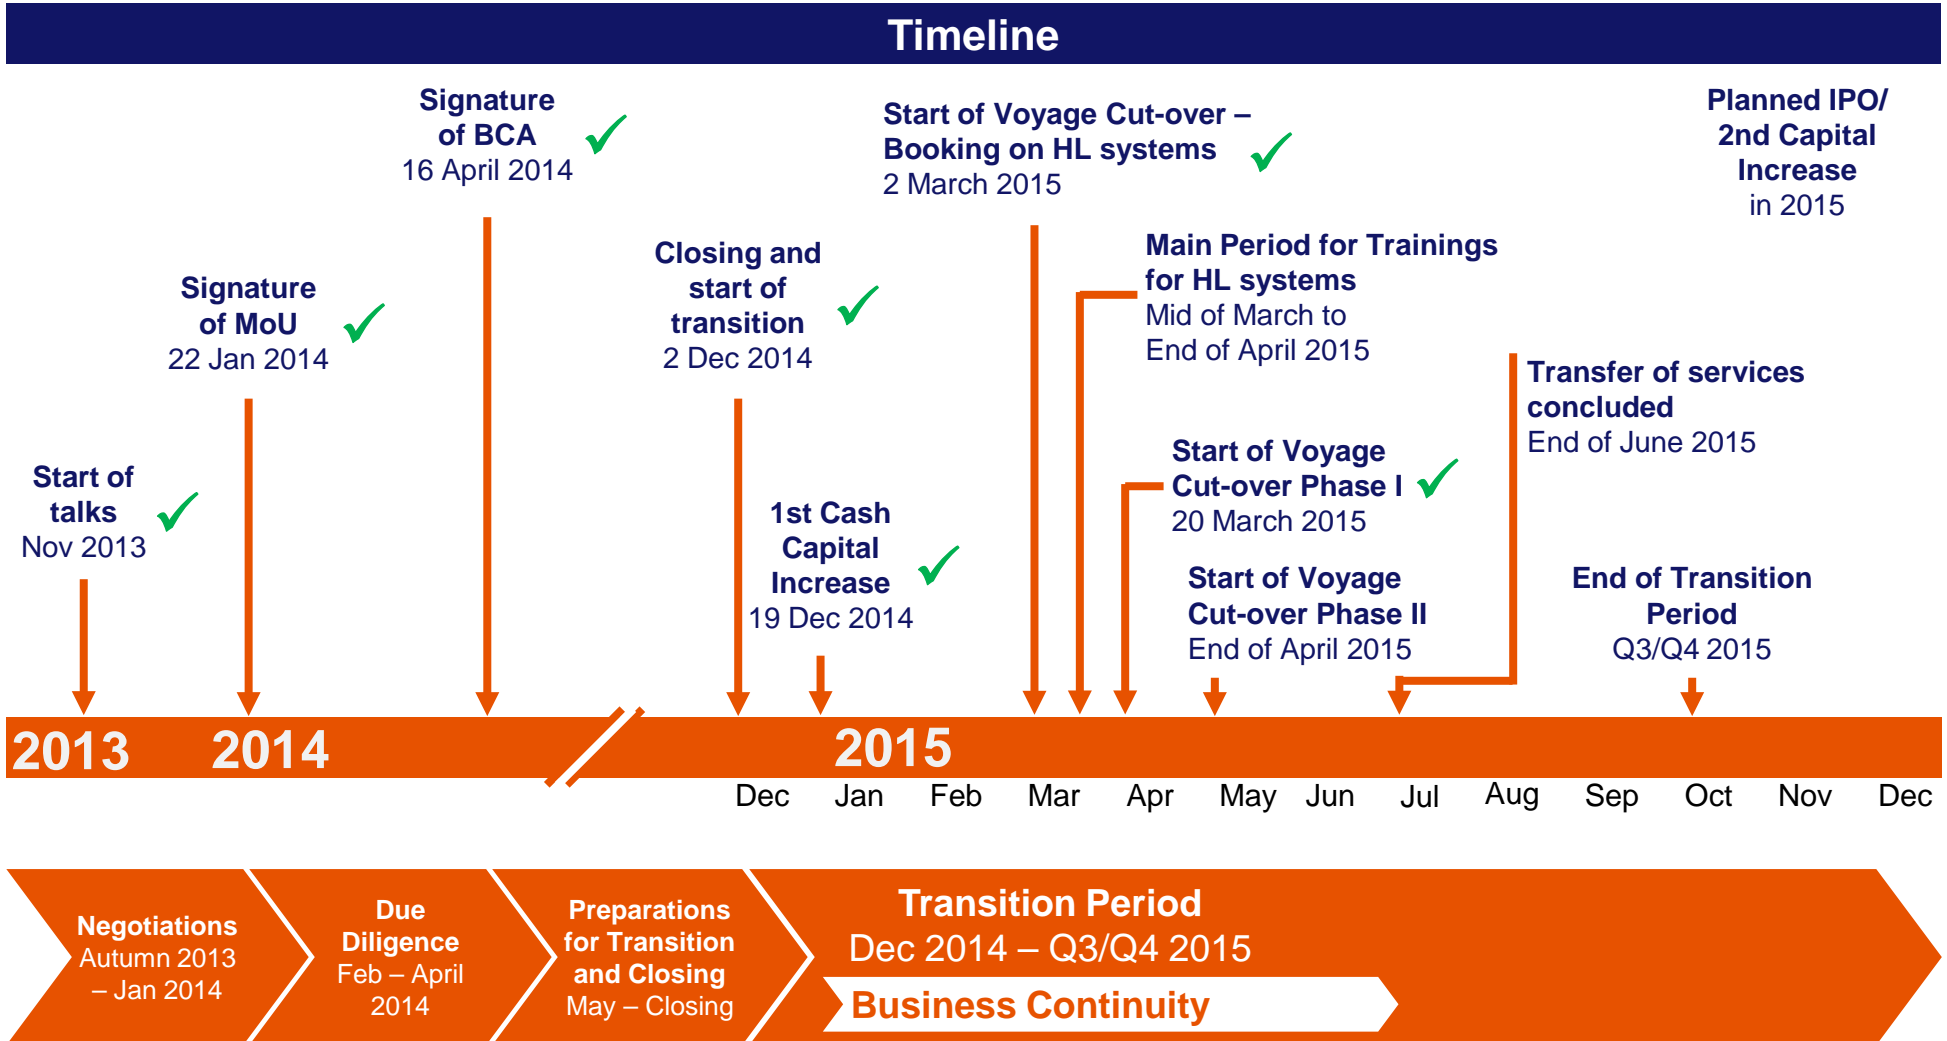 Timeline
Signature
of BCA
16 April 2014
Start of Voyage Cut-over –
Booking on HL systems
2 March 2015
Planned IPO/
2nd Capital
Increase
in 2015
Signature
of MoU
22 Jan 2014
Closing and
start of
transition
2 Dec 2014
Main Period for Trainings
for HL systems
Mid of March to
End of April 2015
Transfer of services
concluded
End of June 2015
Start of
talks
Nov 2013
1st Cash
Capital
Increase
19 Dec 2014
Start of Voyage
Cut-over Phase I
20 March 2015
Start of Voyage
Cut-over Phase II
End of April 2015
End of Transition
Period
Q3/Q4 2015
2013 2014 2015
Dec Jan Feb Mar Apr May Jun Jul Aug Sep Oct Nov Dec
Negotiations
Autumn 2013
– Jan 2014
Due
Diligence
Feb – April
2014
Preparations
for Transition
and Closing
May – Closing
Transition Period
Dec 2014 – Q3/Q4 2015
Business Continuity